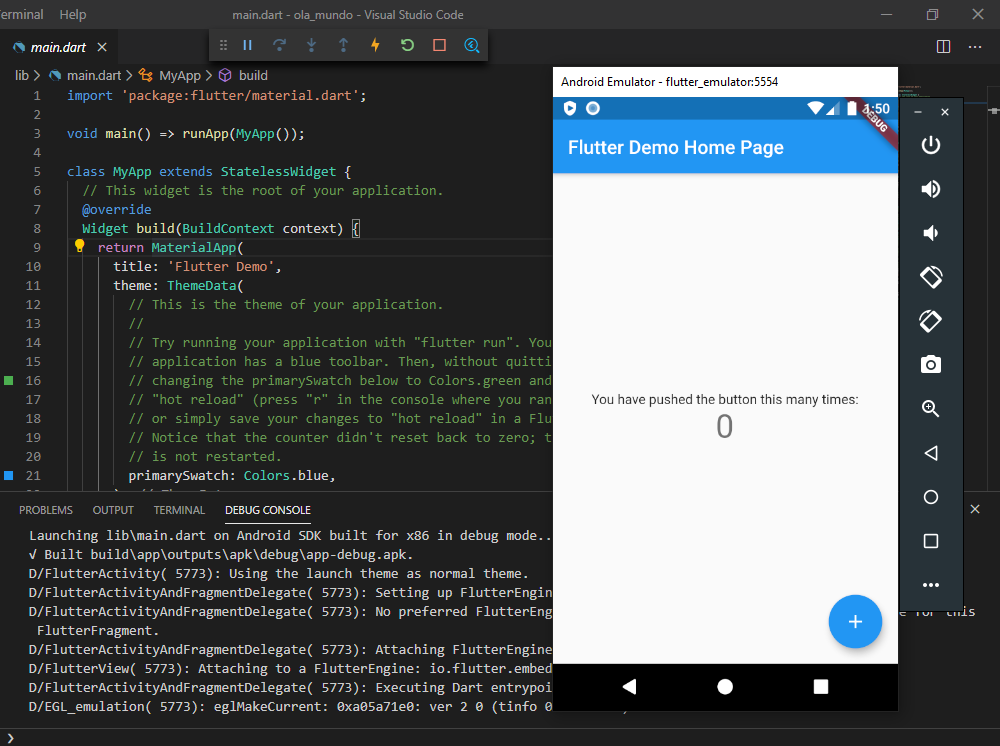 erminal Help main.dart - ola_mundo - Visual Studio Code
main.dart
lib > main.dart > MyApp > build
1 import 'package:flutter/material.dart';
2
3 void main() => runApp(MyApp());
4
5 class MyApp extends StatelessWidget {
6 // This widget is the root of your application.
7 @override
8 Widget build(BuildContext context) {
9 return MaterialApp(
10 title: 'Flutter Demo',
11 theme: ThemeData(
12 // This is the theme of your application.
13 //
14 // Try running your application with "flutter run". You
15 // application has a blue toolbar. Then, without quitti
16 // changing the primarySwatch below to Colors.green and
17 // "hot reload" (press "r" in the console where you ran
18 // or simply save your changes to "hot reload" in a Flu
19 // Notice that the counter didn't reset back to zero; t
20 // is not restarted.
21 primarySwatch: Colors.blue,
PROBLEMS OUTPUT TERMINAL DEBUG CONSOLE
Launching lib\main.dart on Android SDK built for x86 in debug mode..
√ Built build\app\outputs\apk\debug\app-debug.apk.
D/FlutterActivity( 5773): Using the launch theme as normal theme.
D/FlutterActivityAndFragmentDelegate( 5773): Setting up FlutterEngin
D/FlutterActivityAndFragmentDelegate( 5773): No preferred FlutterEng e for this
FlutterFragment.
D/FlutterActivityAndFragmentDelegate( 5773): Attaching FlutterEngine
D/FlutterView( 5773): Attaching to a FlutterEngine: io.flutter.embed
D/FlutterActivityAndFragmentDelegate( 5773): Executing Dart entrypoi
D/EGL_emulation( 5773): eglMakeCurrent: 0xa05a71e0: ver 2 0 (tinfo 0
Android Emulator - flutter_emulator:5554
1:50
DEBUG
Flutter Demo Home Page
You have pushed the button this many times:
0